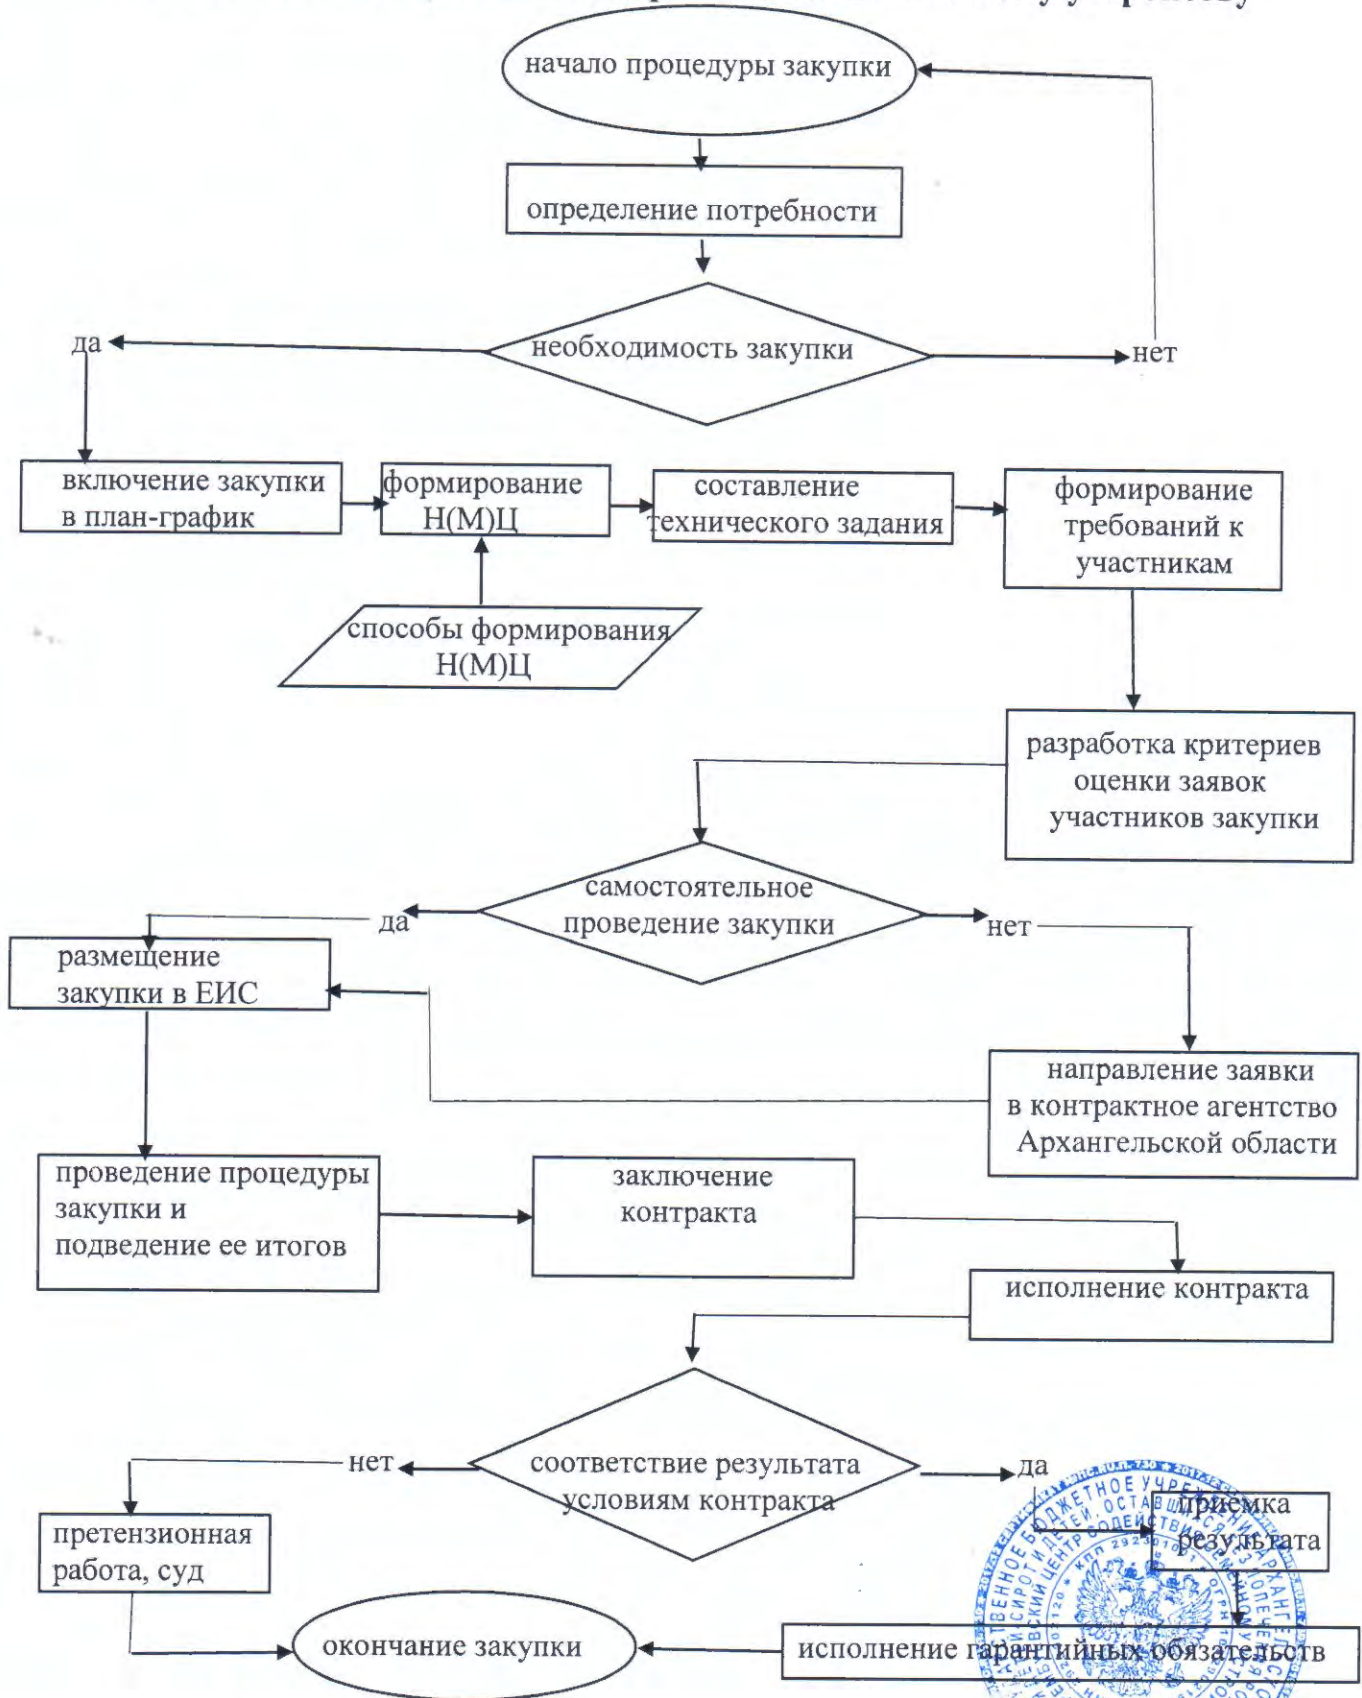 начало процедуры закупки
определение потребности
необходимость закупки
да
нет
включение закупки
в план-график
формирование
Н(М)Ц
составление
технического задания
формирование
требований к
участникам
способы формирования
Н(М)Ц
разработка критериев
оценки заявок
участников закупки
самостоятельное
проведение закупки
да
нет
размещение
закупки в ЕИС
направление заявки
в контрактное агентство
Архангельской области
проведение процедуры
закупки и
подведение ее итогов
заключение
контракта
исполнение контракта
соответствие результата
условиям контракта
нет
да
претензионная
работа, суд
приемка
результата
исполнение гарантийных обязательств
окончание закупки